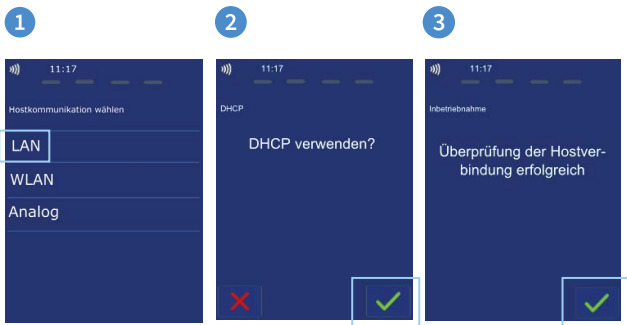 1
2
3
11:17
Hostkommunikation wählen
LAN
WLAN
Analog
11:17
DHCP
DHCP verwenden?
11:17
Inbetriebnahme
Überprüfung der Hostver-
bindung erfolgreich